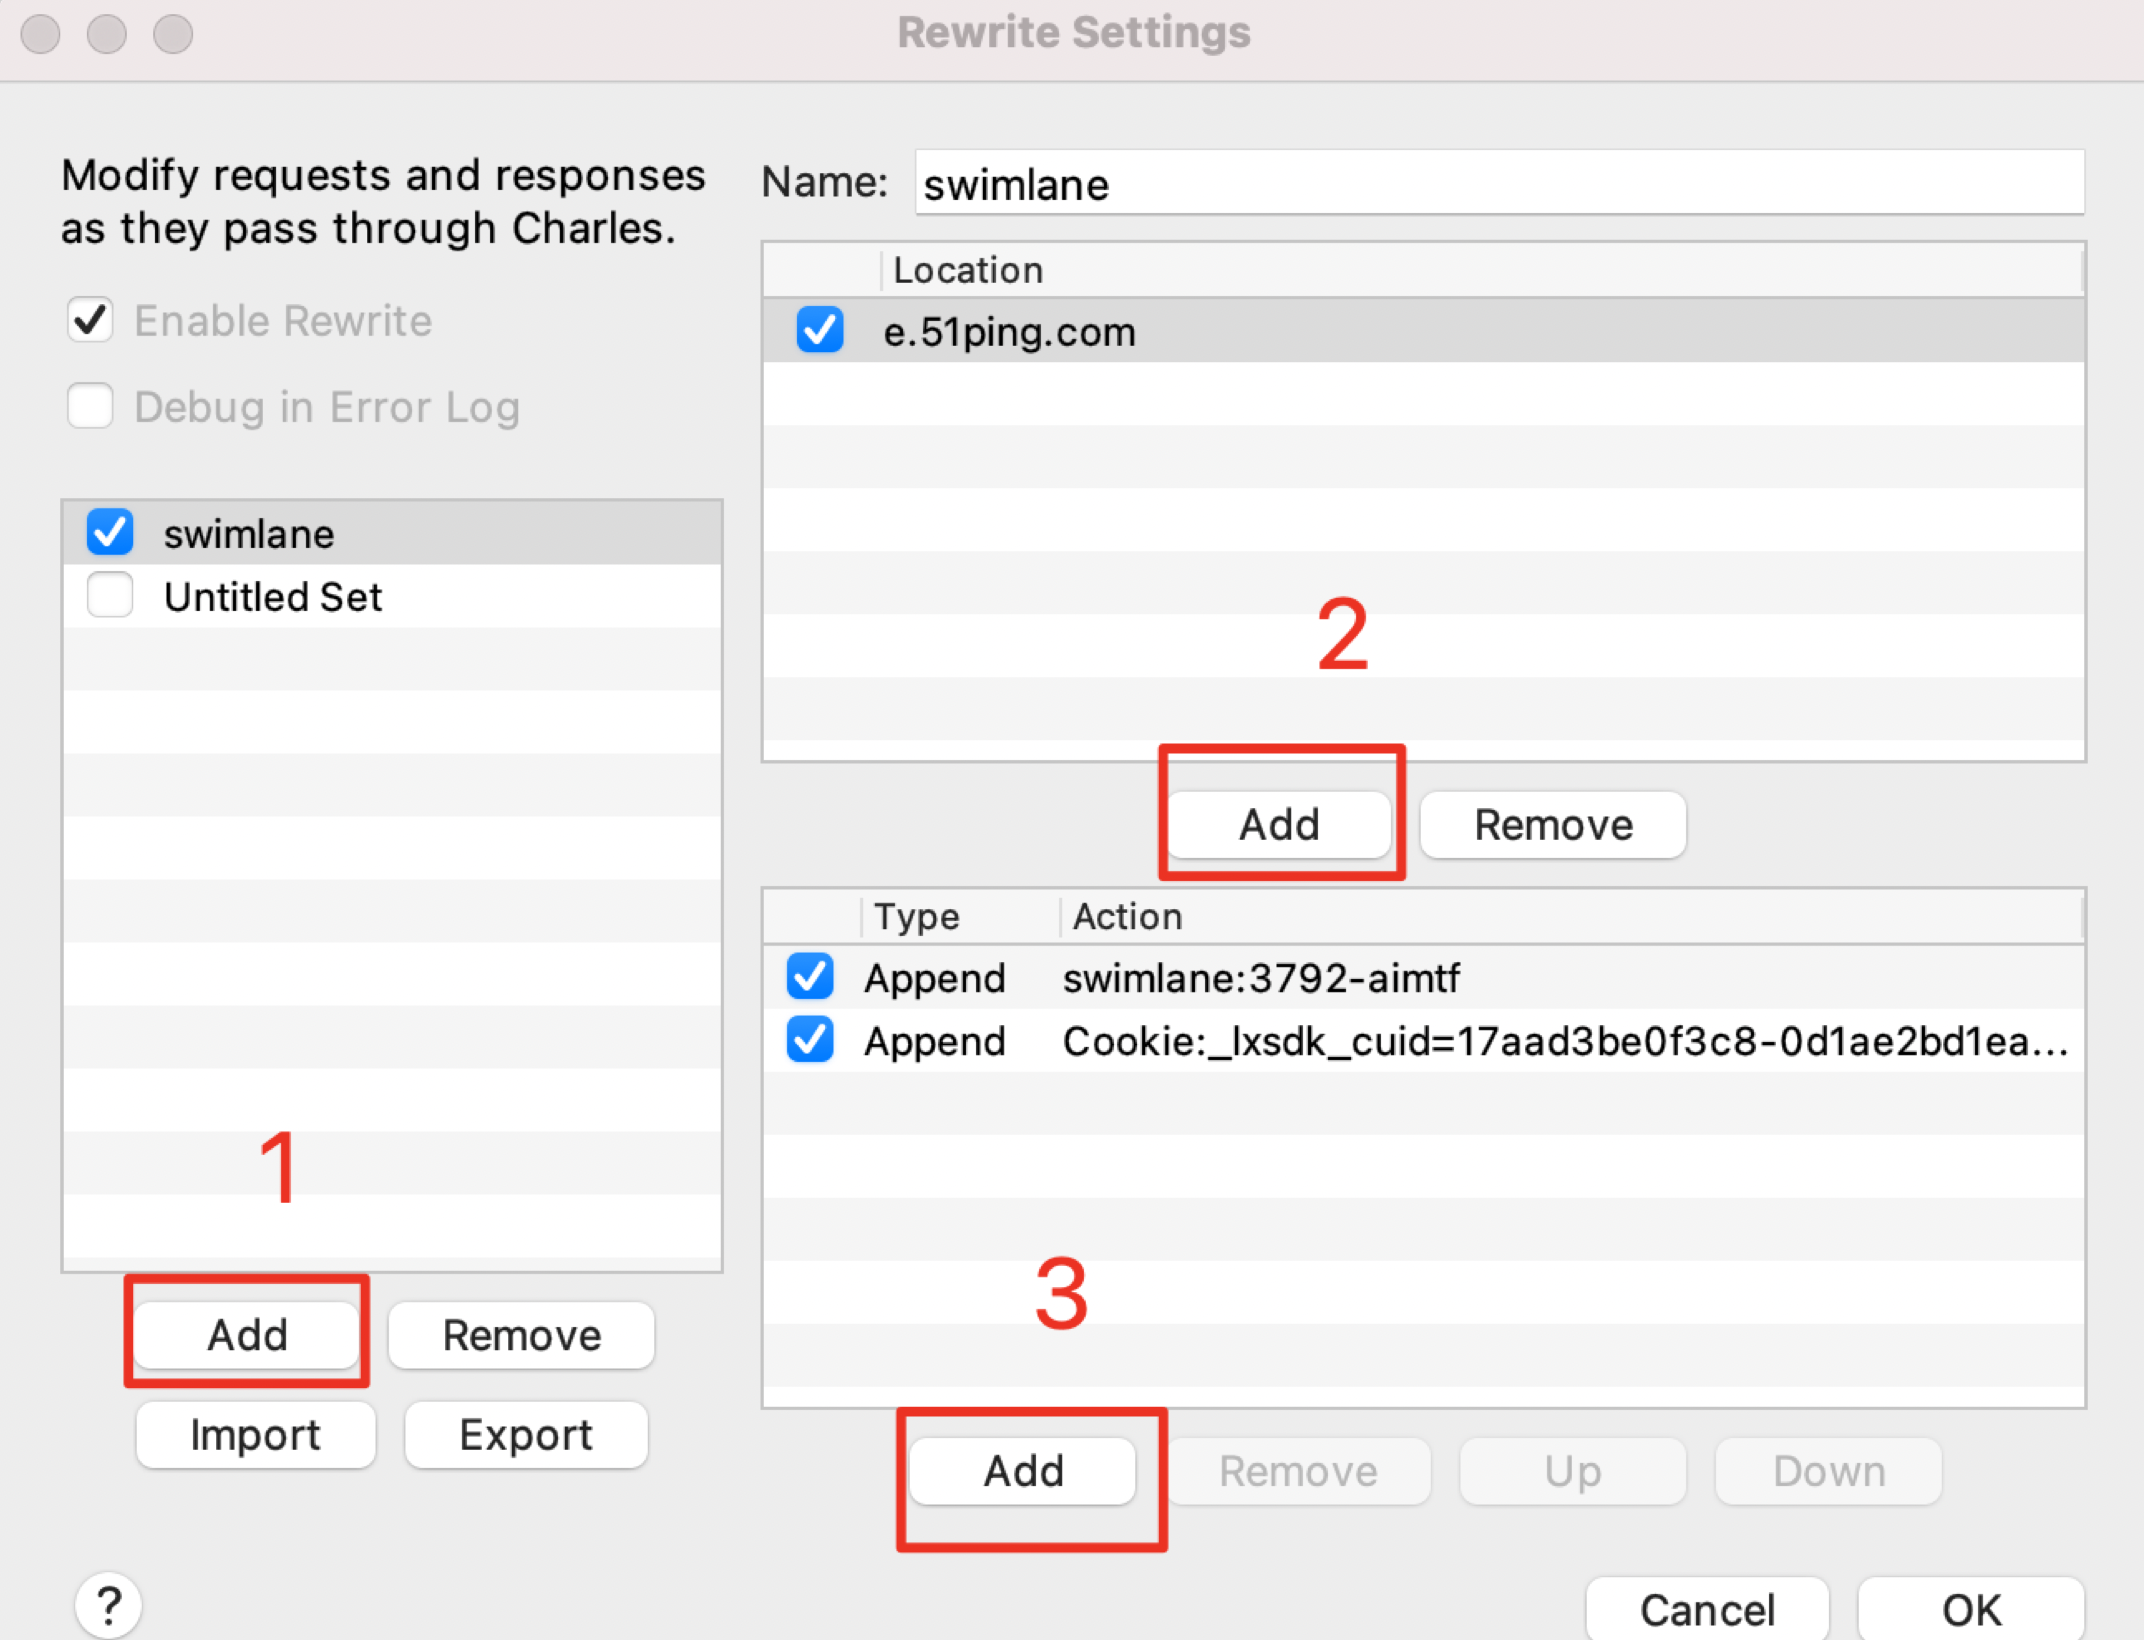 Rewrite Settings
Modify requests and responses
as they pass through Charles.
Enable Rewrite
Debug in Error Log
swimlane
Untitled Set
1
Add
Remove
Import
Export
?
Name: swimlane
Location
e.51ping.com
2
Add
Remove
Type Action
Append swimlane:3792-aimtf
Append Cookie:_lxsdk_cuid=17aad3be0f3c8-0d1ae2bd1ea...
3
Add
Remove
Up
Down
Cancel
OK